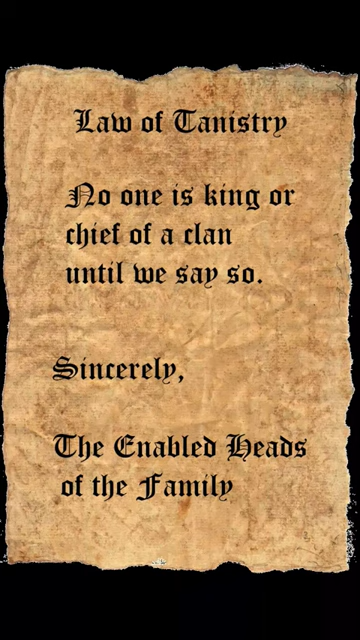 Law of Tanistry
No one is king or
chief of a clan
until we say so.
Sincerely,
The Enabled Heads
of the Family